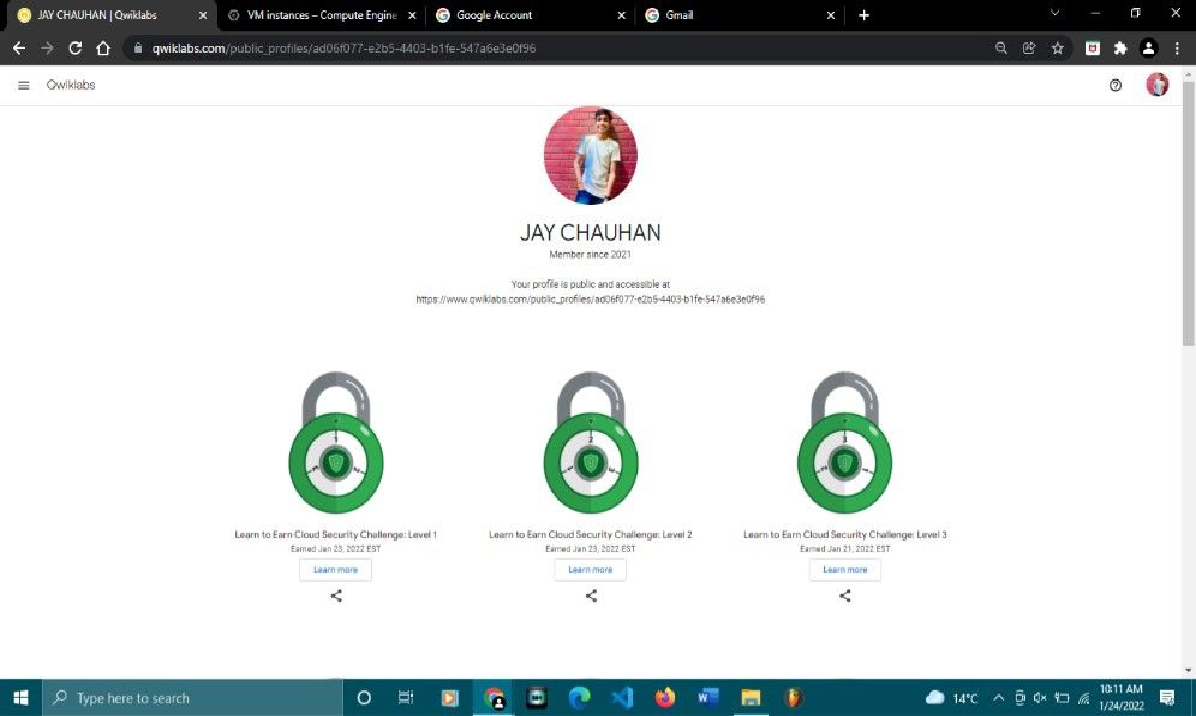 JAY CHAUHAN | Qwiklabs
VM instances – Compute Engine
Google Account
Gmail
qwiklabs.com/public_profiles/ad06f077-e2b5-4403-b1fe-547a6e3e0f96
Qwiklabs
JAY CHAUHAN
Member since 2021
Your profile is public and accessible at
https://www.qwiklabs.com/public_profiles/ad06f077-e2b5-4403-b1fe-547a6e3e0f96
1
2
3
Learn to Earn Cloud Security Challenge: Level 1
Earned Jan 23, 2022 EST
Learn more
Learn to Earn Cloud Security Challenge: Level 2
Earned Jan 23, 2022 EST
Learn more
Learn to Earn Cloud Security Challenge: Level 3
Earned Jan 21, 2022 EST
Learn more
Type here to search
14°C
10:11 AM
1/24/2022